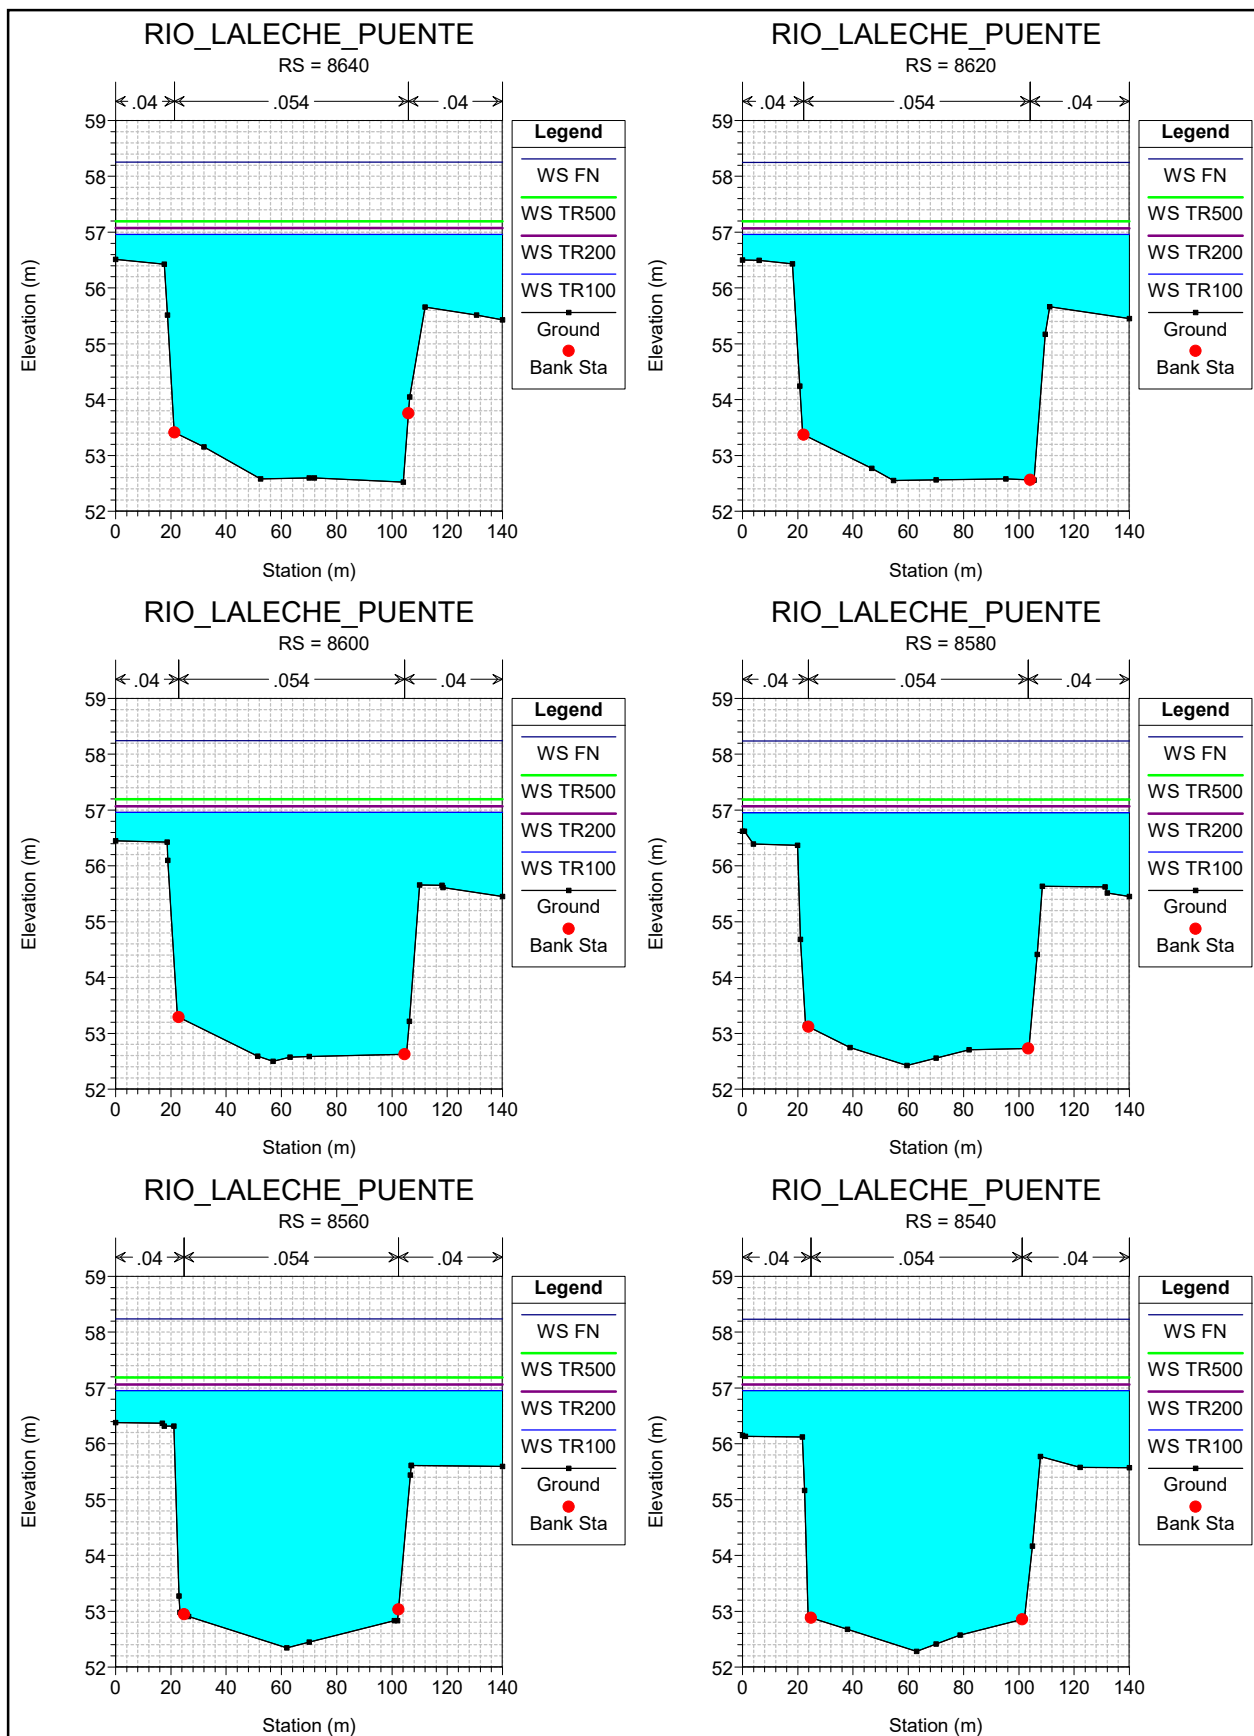 RIO_LALECHE_PUENTE
RS = 8640
.04 .054 .04
59
58
57
56
55
54
53
52
Elevation (m)
0 20 40 60 80 100 120 140
Station (m)
Legend
WS FN
WS TR500
WS TR200
WS TR100
Ground
Bank Sta
RIO_LALECHE_PUENTE
RS = 8620
.04 .054 .04
59
58
57
56
55
54
53
52
Elevation (m)
0 20 40 60 80 100 120 140
Station (m)
Legend
WS FN
WS TR500
WS TR200
WS TR100
Ground
Bank Sta
RIO_LALECHE_PUENTE
RS = 8600
.04 .054 .04
59
58
57
56
55
54
53
52
Elevation (m)
0 20 40 60 80 100 120 140
Station (m)
Legend
WS FN
WS TR500
WS TR200
WS TR100
Ground
Bank Sta
RIO_LALECHE_PUENTE
RS = 8580
.04 .054 .04
59
58
57
56
55
54
53
52
Elevation (m)
0 20 40 60 80 100 120 140
Station (m)
Legend
WS FN
WS TR500
WS TR200
WS TR100
Ground
Bank Sta
RIO_LALECHE_PUENTE
RS = 8560
.04 .054 .04
59
58
57
56
55
54
53
52
Elevation (m)
0 20 40 60 80 100 120 140
Station (m)
Legend
WS FN
WS TR500
WS TR200
WS TR100
Ground
Bank Sta
RIO_LALECHE_PUENTE
RS = 8540
.04 .054 .04
59
58
57
56
55
54
53
52
Elevation (m)
0 20 40 60 80 100 120 140
Station (m)
Legend
WS FN
WS TR500
WS TR200
WS TR100
Ground
Bank Sta